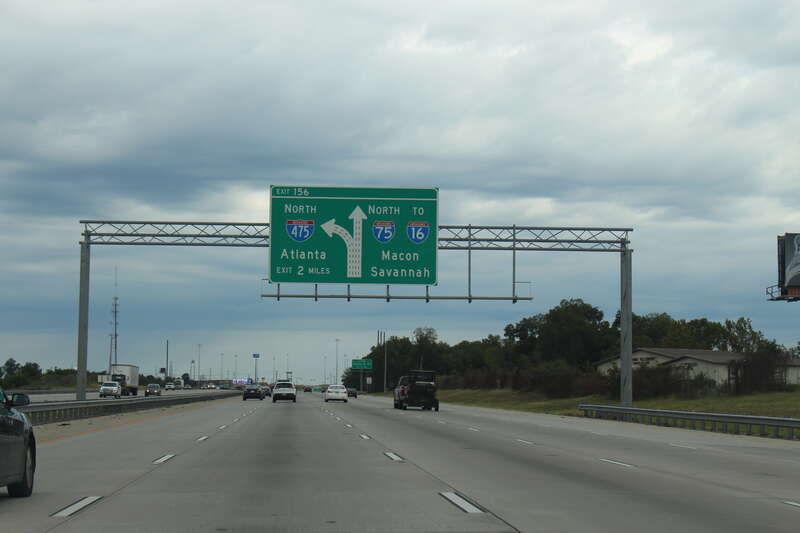 EXIT 156
NORTH
475
Atlanta
EXIT 2 MILES
NORTH TO
75 16
Macon
Savannah